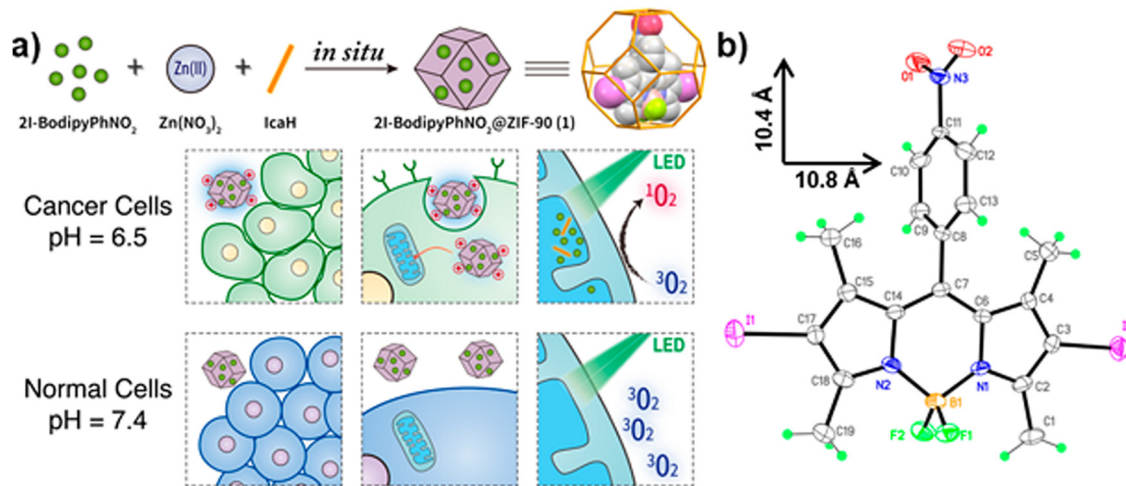 a)
in situ
+ Zn(II) +
2I-BodipyPhNO2 Zn(NO3)2 IcaH 2I-BodipyPhNO2@ZIF-90 (1)
Cancer Cells
pH = 6.5
LED
1O2
3O2
Normal Cells
pH = 7.4
LED
3O2
3O2
3O2
b)
10.4 Å
10.8 Å
O1 O2
N3
C11
C10 C12
C9 C13
C8
C16 C5
C15 C7 C4
C14 C6
I1 C17 C3 I
C18 N2 N1 C2
B1
C19 F2 F1 C1